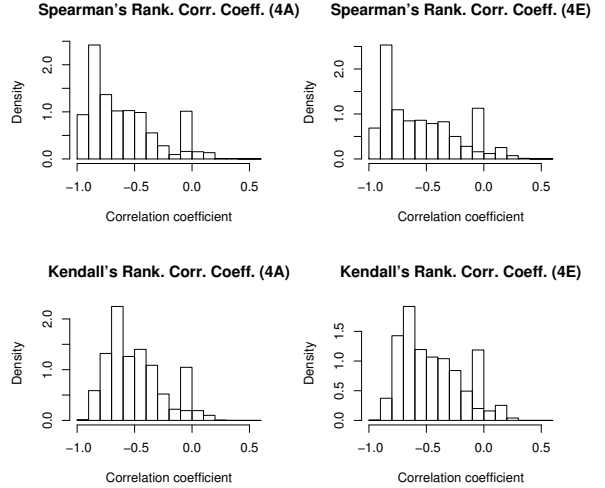 Spearman's Rank. Corr. Coeff. (4A)
Density
0.0 1.0 2.0
−1.0 −0.5 0.0 0.5
Correlation coefficient
Spearman's Rank. Corr. Coeff. (4E)
Density
0.0 1.0 2.0
−1.0 −0.5 0.0 0.5
Correlation coefficient
Kendall's Rank. Corr. Coeff. (4A)
Density
0.0 1.0 2.0
−1.0 −0.5 0.0 0.5
Correlation coefficient
Kendall's Rank. Corr. Coeff. (4E)
Density
0.0 0.5 1.0 1.5
−1.0 −0.5 0.0 0.5
Correlation coefficient